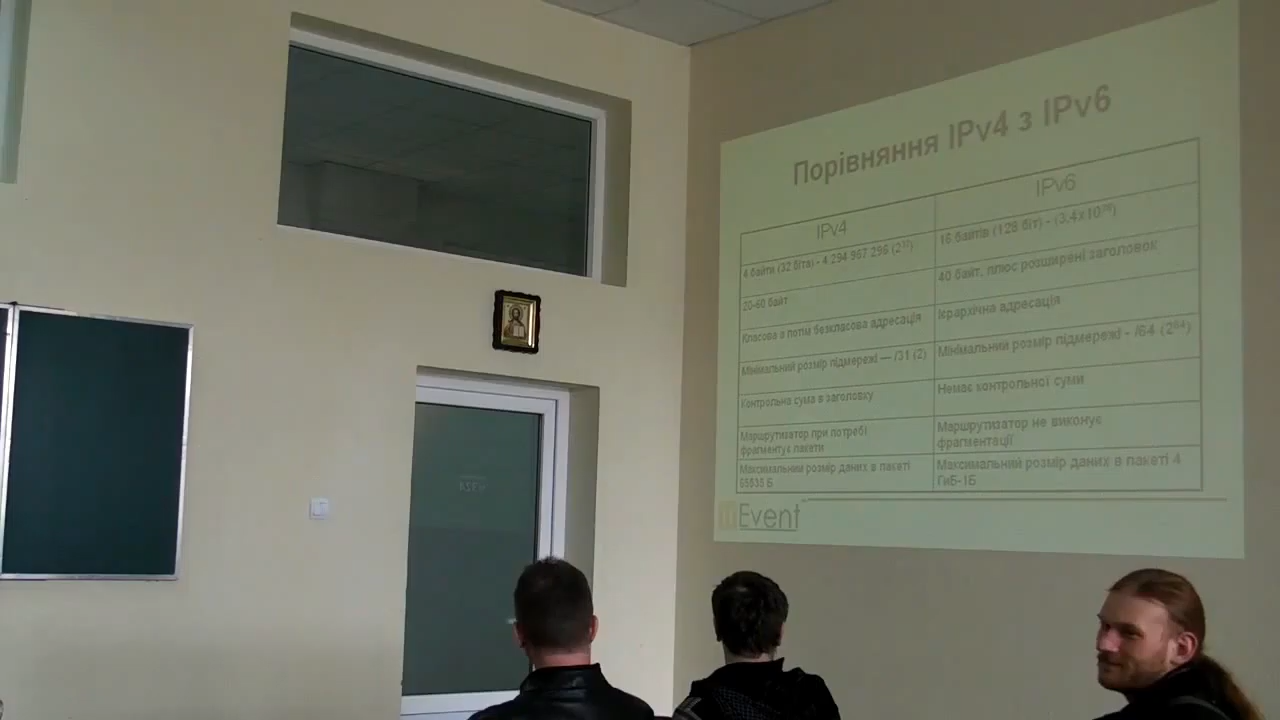 Порівняння IPv4 з IPv6
IPv4
IPv6
4 байти (32 біта) - 4 294 967 296 (2³²)
16 байтів (128 біт) - (3.4x10³⁸)
20-60 байт
40 байт, плюс розширені заголовок
Класова а потім безкласова адресація
Ієрархічна адресація
Мінімальний розмір підмережі — /31 (2)
Мінімальний розмір підмережі - /64 (2⁶⁴)
Контрольна сума в заголовку
Немає контрольної суми
Маршрутизатор при потребі
фрагментує пакети
Маршрутизатор не виконує
фрагментації
Максимальний розмір даних в пакеті
65535 Б
Максимальний розмір даних в пакеті 4
ГиБ-1Б
Event